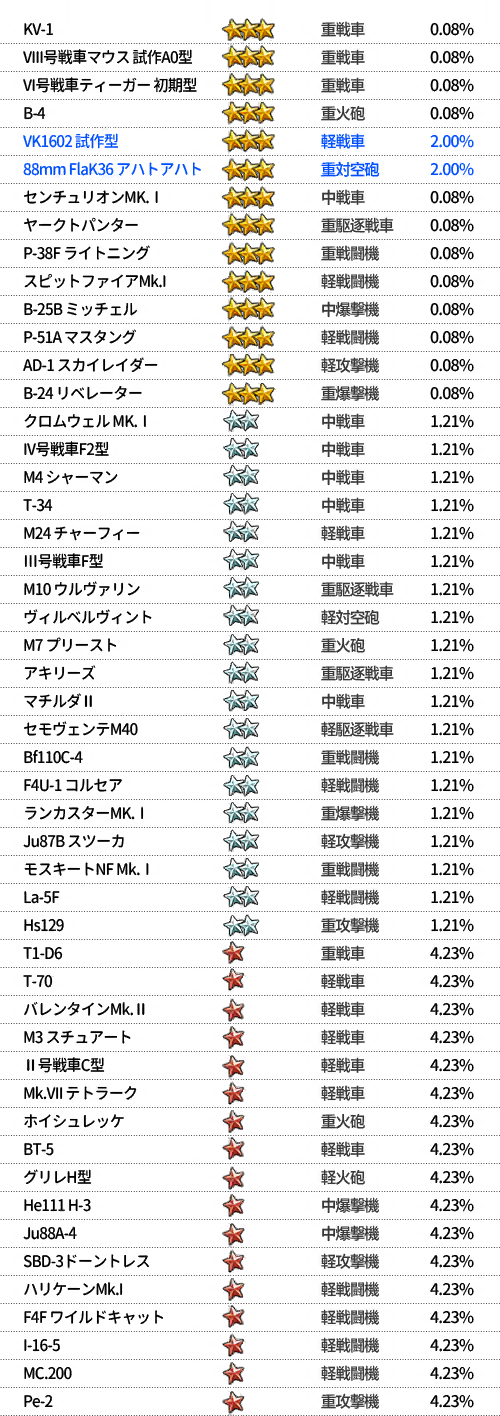 KV-1 重戦車 0.08%
VIII号戦車マウス 試作A0型 重戦車 0.08%
VI号戦車ティーガー 初期型 重戦車 0.08%
B-4 重火砲 0.08%
VK1602 試作型 軽戦車 2.00%
88mm FlaK36 アハトアハト 重対空砲 2.00%
センチュリオンMK.Ⅰ 中戦車 0.08%
ヤークトパンター 重駆逐戦車 0.08%
P-38F ライトニング 重戦闘機 0.08%
スピットファイアMk.I 軽戦闘機 0.08%
B-25B ミッチェル 中爆撃機 0.08%
P-51A マスタング 軽戦闘機 0.08%
AD-1 スカイレイダー 軽攻撃機 0.08%
B-24 リベレーター 重爆撃機 0.08%
クロムウェル MK.Ⅰ 中戦車 1.21%
IV号戦車F2型 中戦車 1.21%
M4 シャーマン 中戦車 1.21%
T-34 中戦車 1.21%
M24 チャーフィー 軽戦車 1.21%
III号戦車F型 中戦車 1.21%
M10 ウルヴァリン 重駆逐戦車 1.21%
ヴィルベルヴィント 軽対空砲 1.21%
M7 プリースト 重火砲 1.21%
アキリーズ 重駆逐戦車 1.21%
マチルダⅡ 中戦車 1.21%
セモヴェンテM40 軽駆逐戦車 1.21%
Bf110C-4 重戦闘機 1.21%
F4U-1 コルセア 軽戦闘機 1.21%
ランカスターMK.Ⅰ 重爆撃機 1.21%
Ju87B スツーカ 軽攻撃機 1.21%
モスキートNF Mk.Ⅰ 重戦闘機 1.21%
La-5F 軽戦闘機 1.21%
Hs129 重攻撃機 1.21%
T1-D6 重戦車 4.23%
T-70 軽戦車 4.23%
バレンタインMk.Ⅱ 軽戦車 4.23%
M3 スチュアート 軽戦車 4.23%
Ⅱ号戦車C型 軽戦車 4.23%
Mk.VII テトラーク 軽戦車 4.23%
ホイシュレッケ 重火砲 4.23%
BT-5 軽戦車 4.23%
グリレH型 軽火砲 4.23%
He111 H-3 中爆撃機 4.23%
Ju88A-4 中爆撃機 4.23%
SBD-3ドーントレス 軽攻撃機 4.23%
ハリケーンMk.I 軽戦闘機 4.23%
F4F ワイルドキャット 軽戦闘機 4.23%
I-16-5 軽戦闘機 4.23%
MC.200 軽戦闘機 4.23%
Pe-2 重攻撃機 4.23%